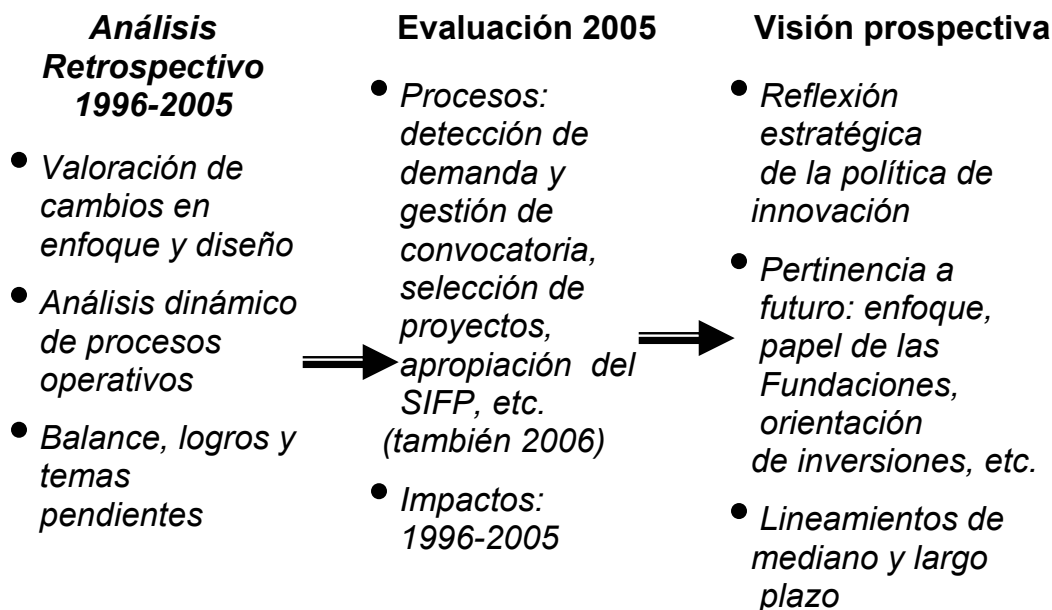 Análisis
Retrospectivo
1996-2005
• Valoración de
cambios en
enfoque y diseño
• Análisis dinámico
de procesos
operativos
• Balance, logros y
temas
pendientes
Evaluación 2005
• Procesos:
detección de
demanda y
gestión de
convocatoria,
selección de
proyectos,
apropiación del
SIFP, etc.
(también 2006)
• Impactos:
1996-2005
Visión prospectiva
• Reflexión
estratégica
de la política de
innovación
• Pertinencia a
futuro: enfoque,
papel de las
Fundaciones,
orientación
de inversiones, etc.
• Lineamientos de
mediano y largo
plazo